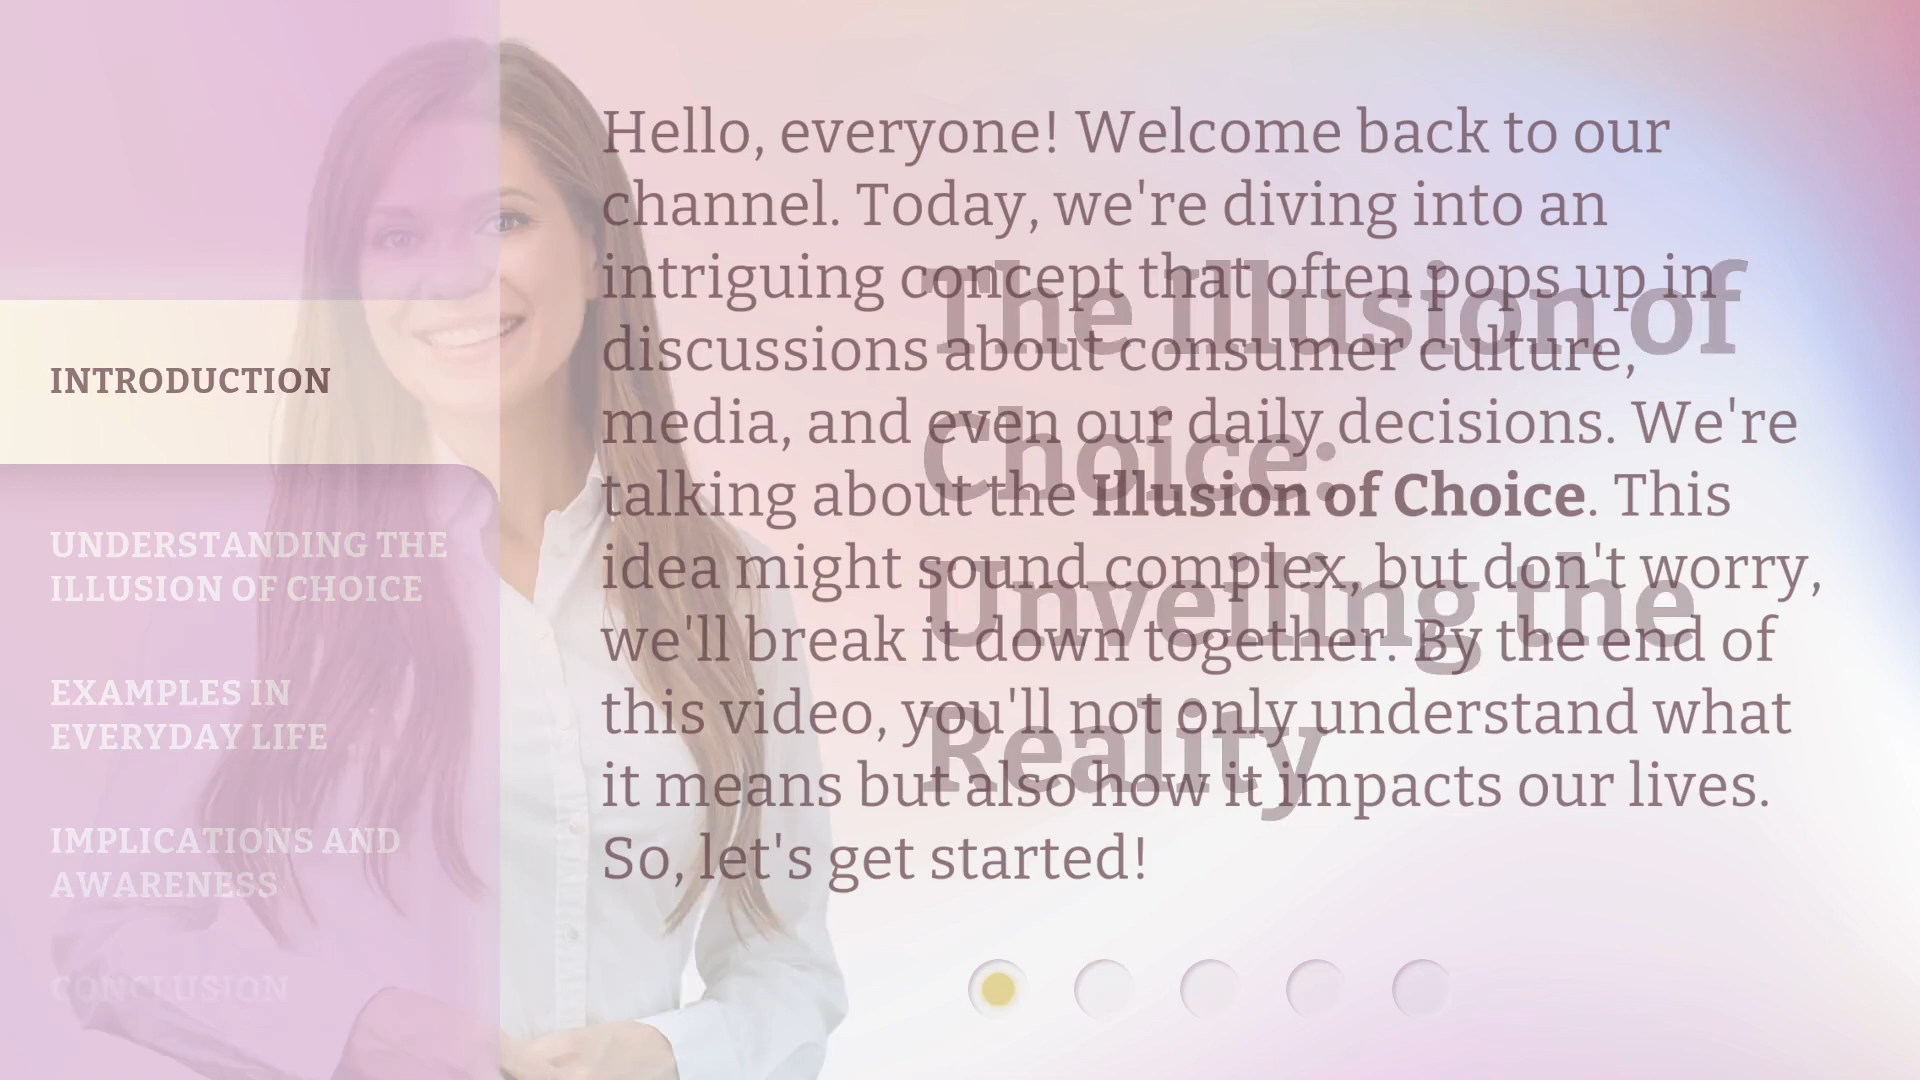 INTRODUCTION
UNDERSTANDING THE
ILLUSION OF CHOICE
EXAMPLES IN
EVERYDAY LIFE
IMPLICATIONS AND
AWARENESS
CONCLUSION
Hello, everyone! Welcome back to our
channel. Today, we're diving into an
intriguing concept that often pops up in
discussions about consumer culture,
media, and even our daily decisions. We're
talking about the Illusion of Choice. This
idea might sound complex, but don't worry,
we'll break it down together. By the end of
this video, you'll not only understand what
it means but also how it impacts our lives.
So, let's get started!
The Illusion of
Choice:
Unveiling the
Reality